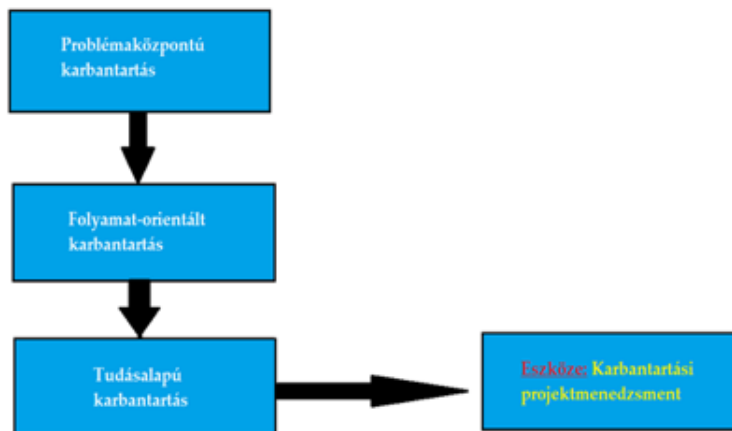 Problémaközpontú
karbantartás
Folyamat-orientált
karbantartás
Tudásalapú
karbantartás
Eszköze: Karbantartási
projektmenedzsment